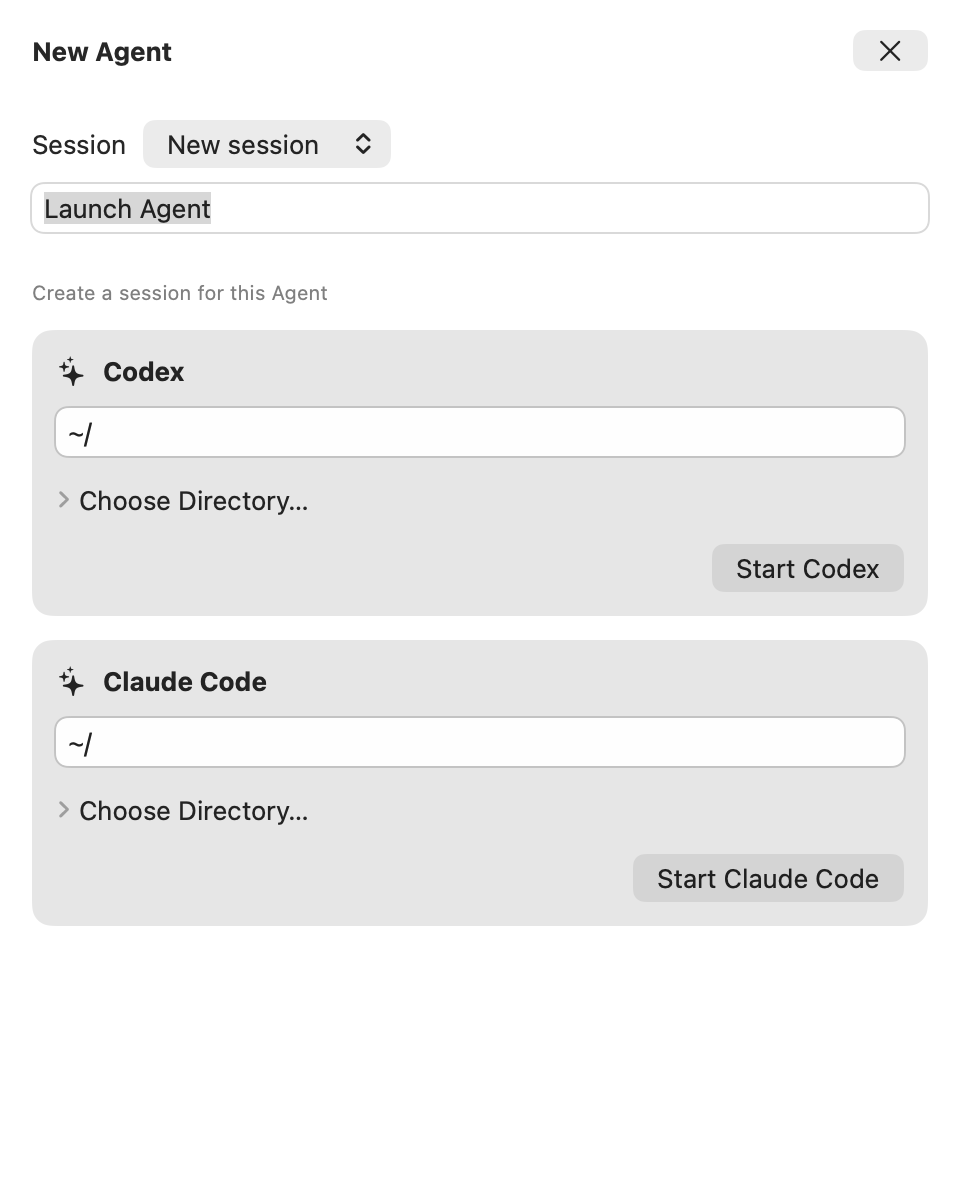 New Agent
Session New session
Launch Agent
Create a session for this Agent
Codex
~/
Choose Directory...
Start Codex
Claude Code
~/
Choose Directory...
Start Claude Code